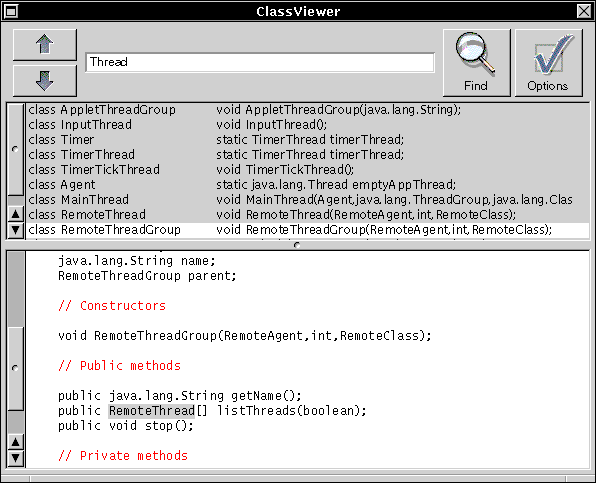 ClassViewer
Thread
Find
Options
class AppletThreadGroup void AppletThreadGroup(java.lang.String);
class InputThread void InputThread();
class Timer static TimerThread timerThread;
class TimerThread static TimerThread timerThread;
class TimerTickThread void TimerTickThread();
class Agent static java.lang.Thread emptyAppThread;
class MainThread void MainThread(Agent,java.lang.ThreadGroup,java.lang.Clas
class RemoteThread void RemoteThread(RemoteAgent,int,RemoteClass);
class RemoteThreadGroup void RemoteThreadGroup(RemoteAgent,int,RemoteClass);
java.lang.String name;
RemoteThreadGroup parent;
// Constructors
void RemoteThreadGroup(RemoteAgent,int,RemoteClass);
// Public methods
public java.lang.String getName();
public RemoteThread[] listThreads(boolean);
public void stop();
// Private methods